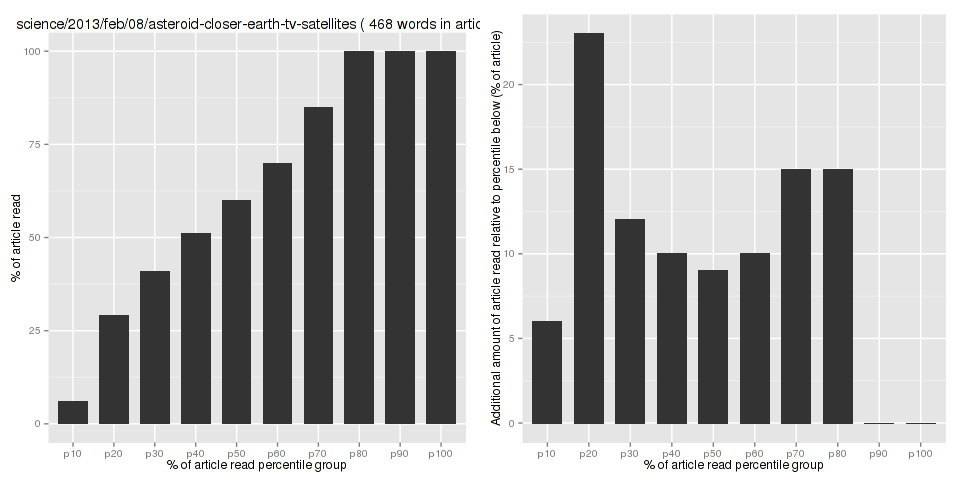 science/2013/feb/08/asteroid-closer-earth-tv-satellites ( 468 words in artic
% of article read
100
75
50
25
0
p10 p20 p30 p40 p50 p60 p70 p80 p90 p100
% of article read percentile group
Additional amount of article read relative to percentile below (% of article)
20
15
10
5
0
p10 p20 p30 p40 p50 p60 p70 p80 p90 p100
% of article read percentile group